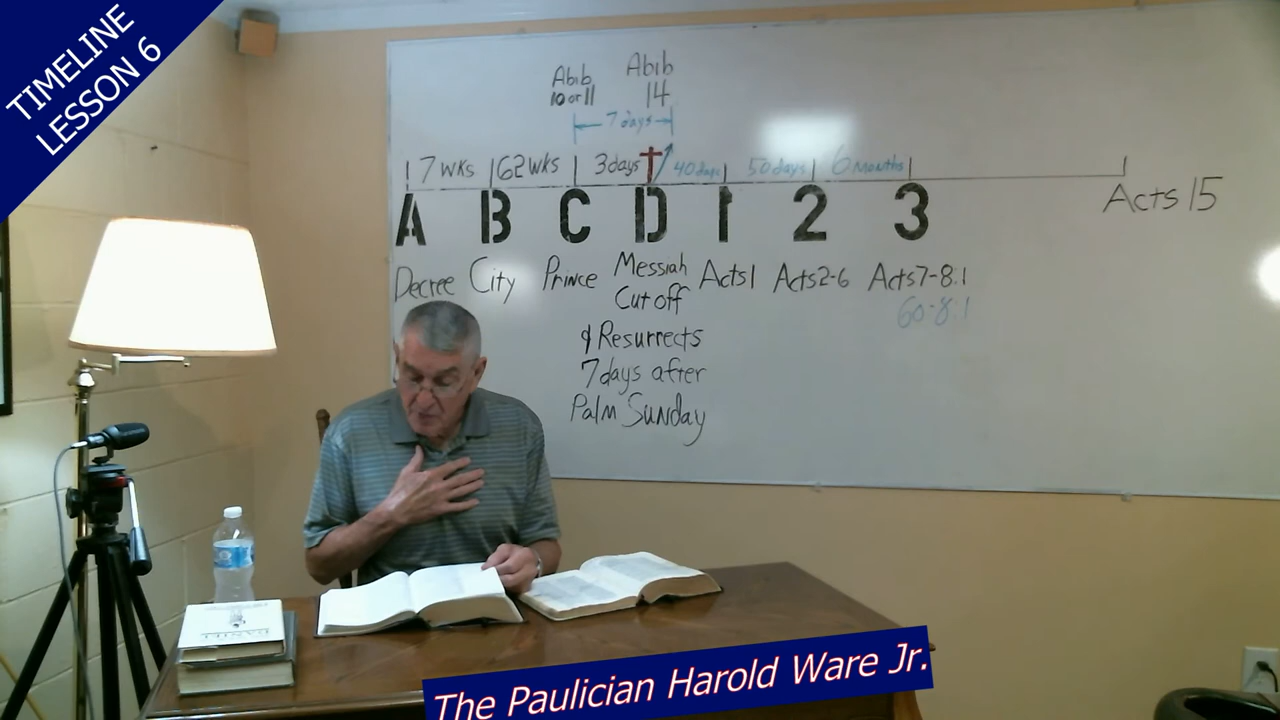 TIMELINE
LESSON 6
Abib
10 or 11
Abib
14
7 days
7 wks
62 wks
3 days
40 days
50 days
6 Months
A B C D 1 2 3
Acts 15
Decree
City
Prince
Messiah
Cut off
& Resurrects
7 days after
Palm Sunday
Acts 1
Acts 2-6
Acts 7-8:1
60-8:1
DANIEL
The Paulician Harold Ware Jr.